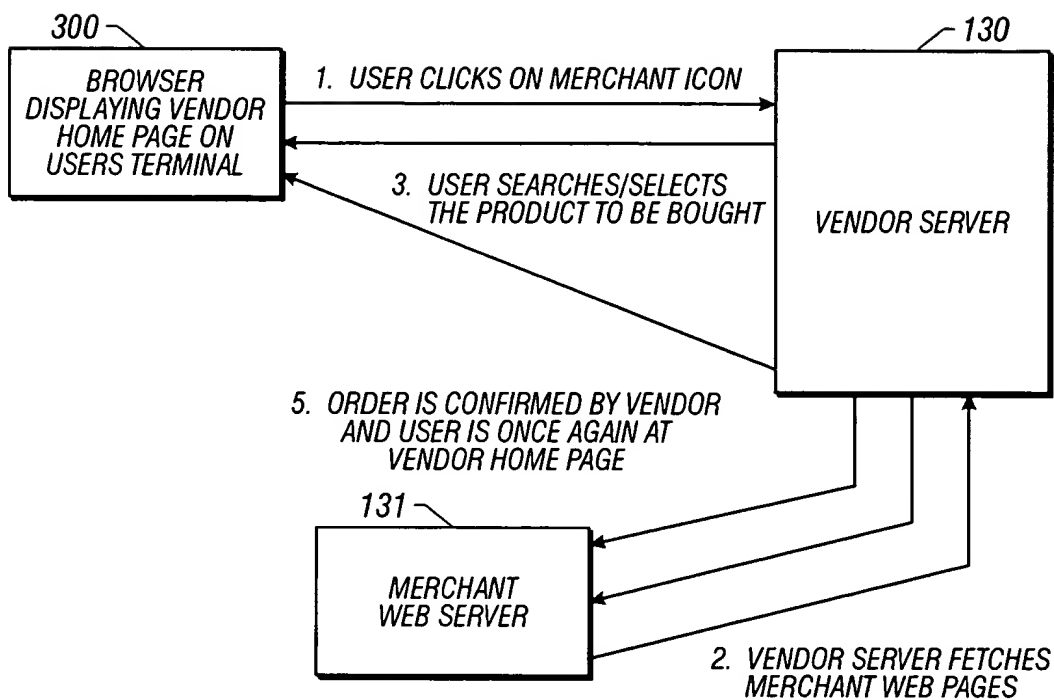 300
130
BROWSER
DISPLAYING VENDOR
HOME PAGE ON
USERS TERMINAL
1. USER CLICKS ON MERCHANT ICON
3. USER SEARCHES/SELECTS
THE PRODUCT TO BE BOUGHT
VENDOR SERVER
5. ORDER IS CONFIRMED BY VENDOR
AND USER IS ONCE AGAIN AT
VENDOR HOME PAGE
131
MERCHANT
WEB SERVER
2. VENDOR SERVER FETCHES
MERCHANT WEB PAGES